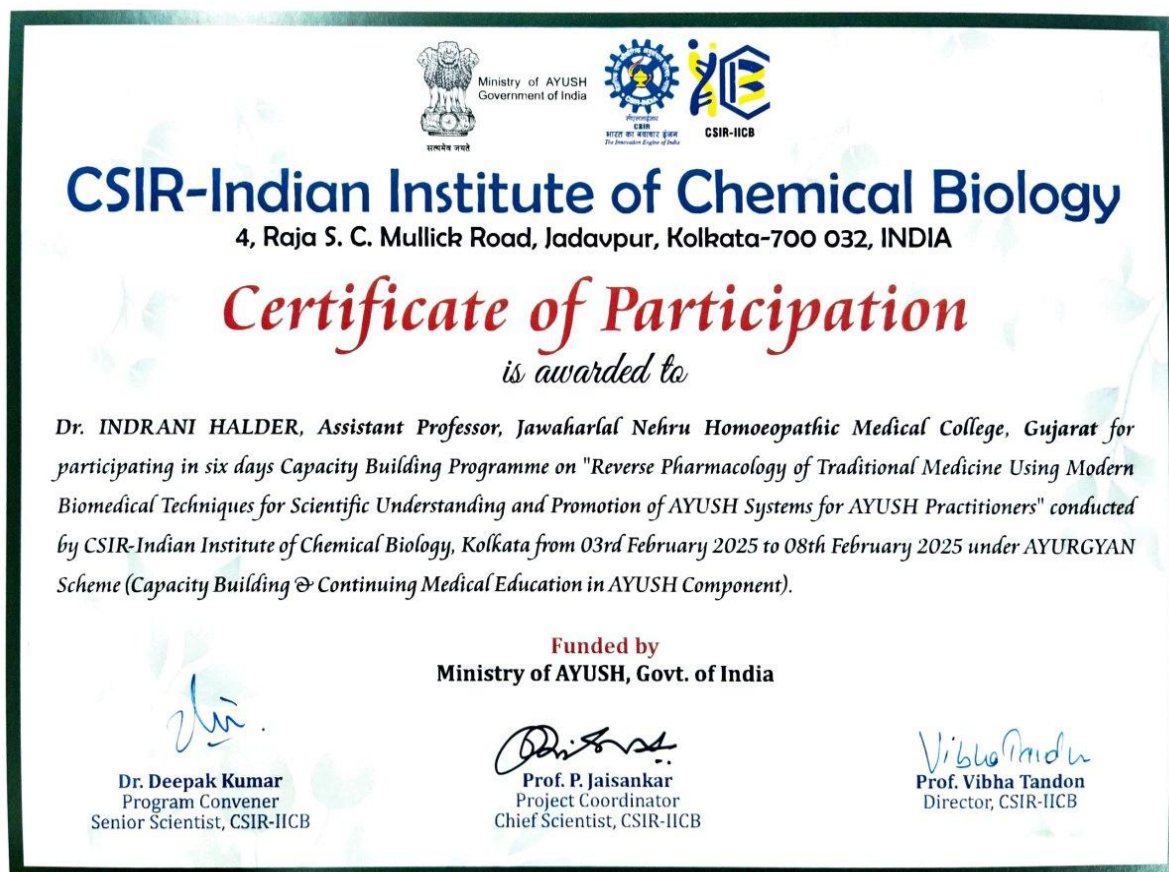 Ministry of AYUSH
Government of India
सत्यमेव जयते
सीएसआईआर
CSIR
भारत का नवाचार इंजन
The Innovation Engine of India
CSIR-IICB
CSIR-Indian Institute of Chemical Biology
4, Raja S. C. Mullick Road, Jadavpur, Kolkata-700 032, INDIA
Certificate of Participation
is awarded to
Dr. INDRANI HALDER, Assistant Professor, Jawaharlal Nehru Homoeopathic Medical College, Gujarat for
participating in six days Capacity Building Programme on "Reverse Pharmacology of Traditional Medicine Using Modern
Biomedical Techniques for Scientific Understanding and Promotion of AYUSH Systems for AYUSH Practitioners" conducted
by CSIR-Indian Institute of Chemical Biology, Kolkata from 03rd February 2025 to 08th February 2025 under AYURGYAN
Scheme (Capacity Building & Continuing Medical Education in AYUSH Component).
Funded by
Ministry of AYUSH, Govt. of India
Dr. Deepak Kumar
Program Convener
Senior Scientist, CSIR-IICB
Prof. P. Jaisankar
Project Coordinator
Chief Scientist, CSIR-IICB
Vibha Tandon
Prof. Vibha Tandon
Director, CSIR-IICB